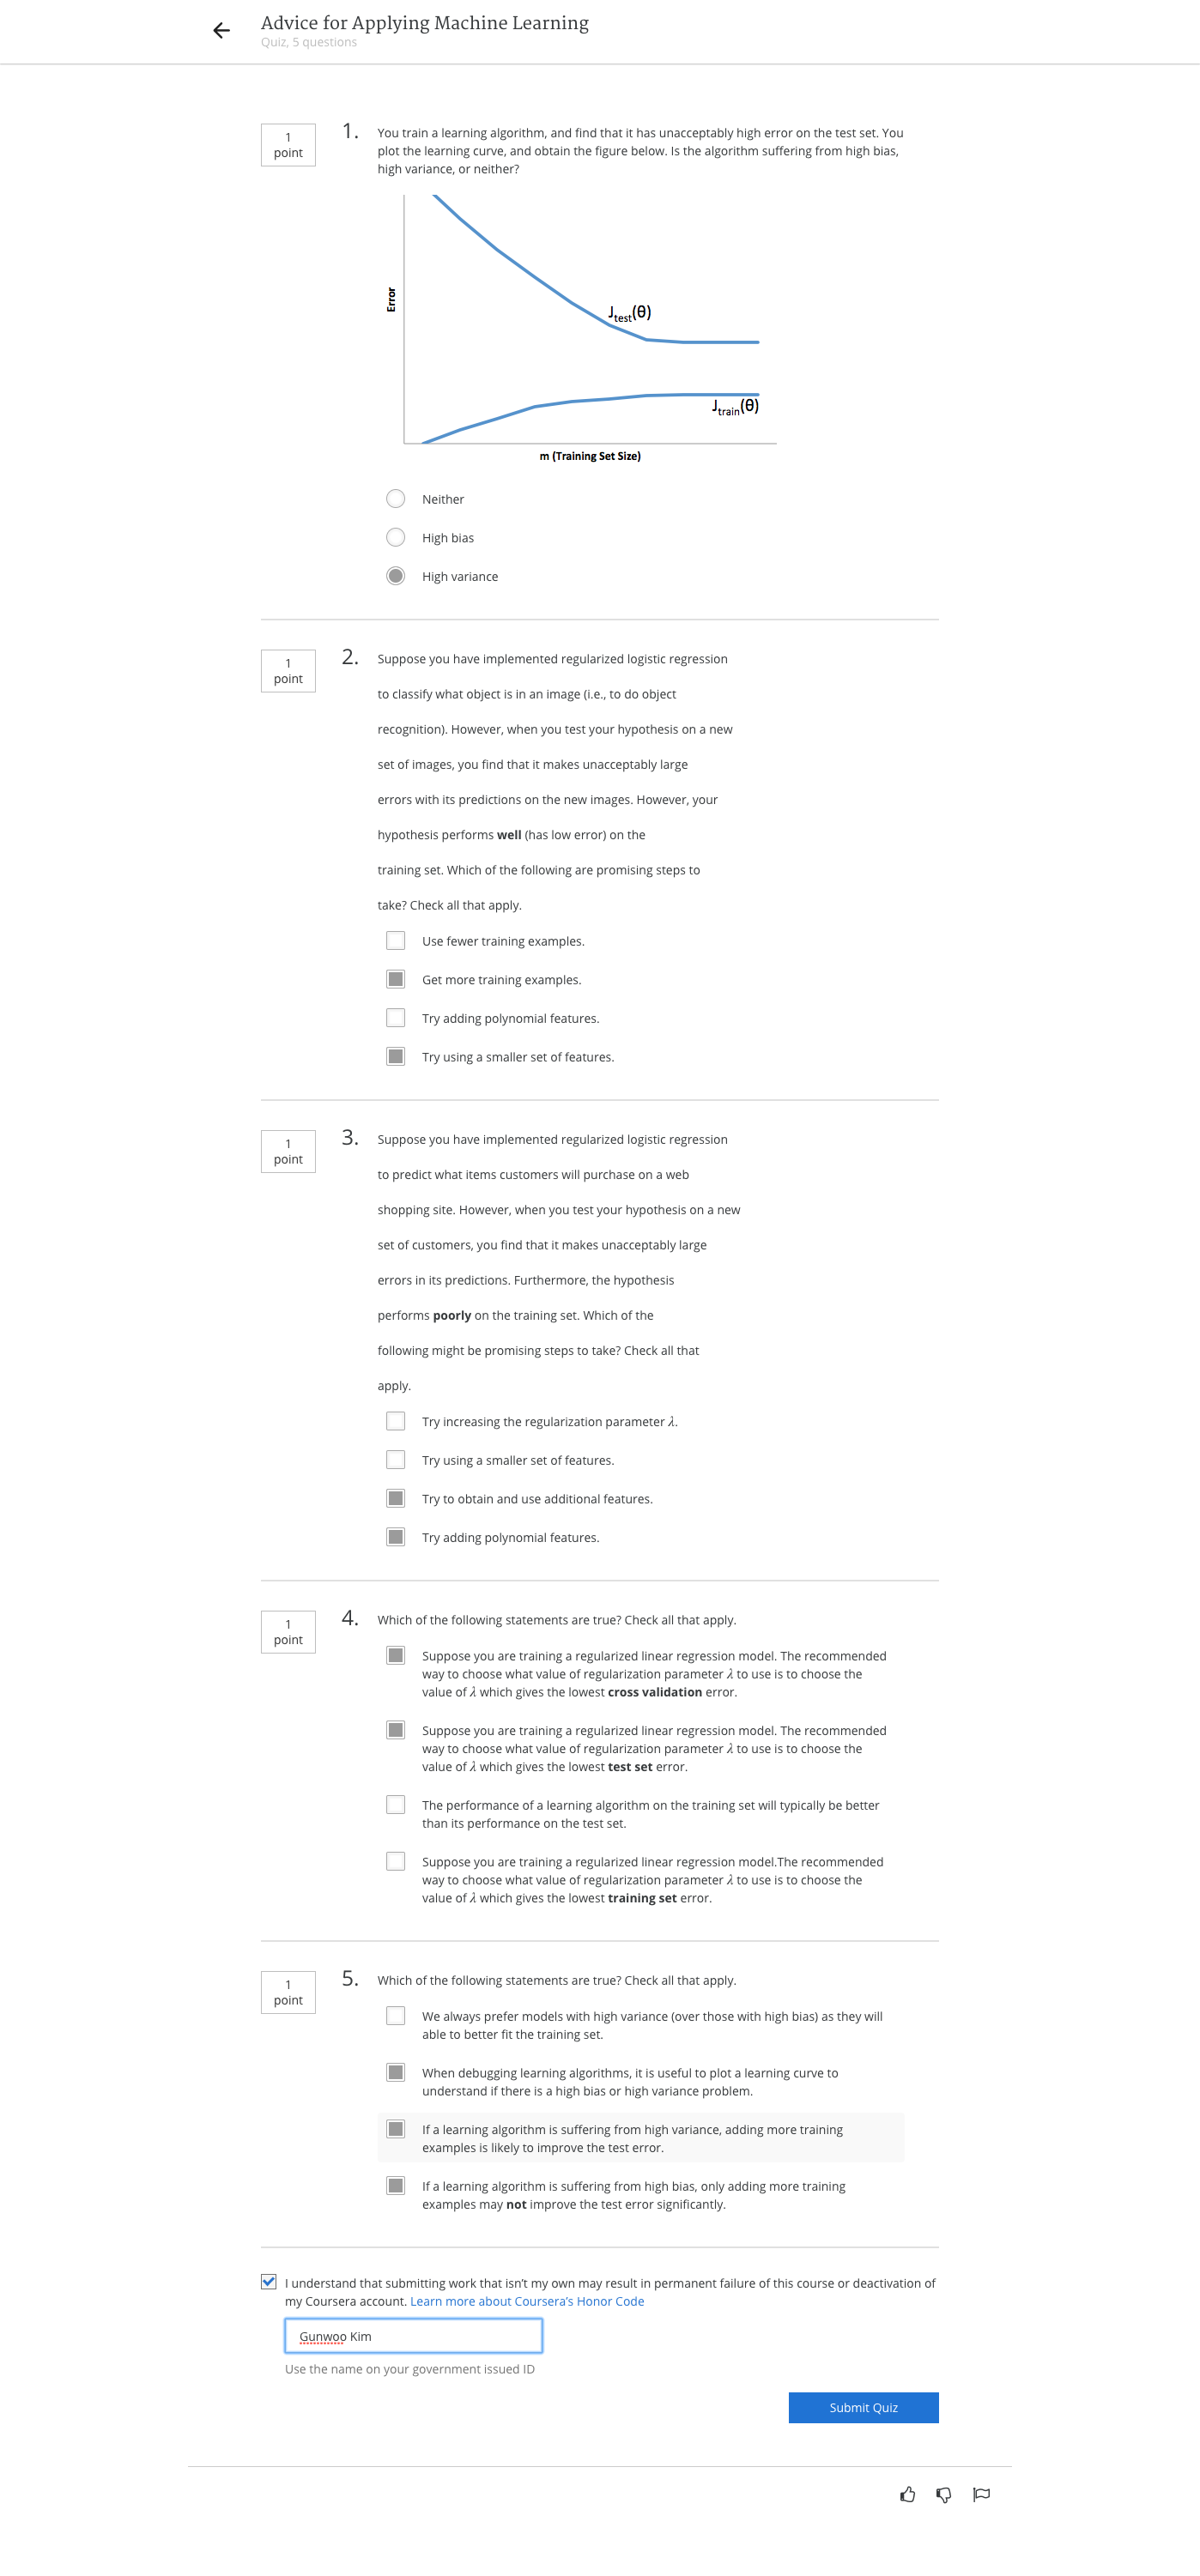 Advice for Applying Machine Learning
Quiz, 5 questions
1
point
1.
You train a learning algorithm, and find that it has unacceptably high error on the test set. You
plot the learning curve, and obtain the figure below. Is the algorithm suffering from high bias,
high variance, or neither?
Error
Jtest(θ)
Jtrain(θ)
m (Training Set Size)
Neither
High bias
High variance
1
point
2.
Suppose you have implemented regularized logistic regression
to classify what object is in an image (i.e., to do object
recognition). However, when you test your hypothesis on a new
set of images, you find that it makes unacceptably large
errors with its predictions on the new images. However, your
hypothesis performs well (has low error) on the
training set. Which of the following are promising steps to
take? Check all that apply.
Use fewer training examples.
Get more training examples.
Try adding polynomial features.
Try using a smaller set of features.
1
point
3.
Suppose you have implemented regularized logistic regression
to predict what items customers will purchase on a web
shopping site. However, when you test your hypothesis on a new
set of customers, you find that it makes unacceptably large
errors in its predictions. Furthermore, the hypothesis
performs poorly on the training set. Which of the
following might be promising steps to take? Check all that
apply.
Try increasing the regularization parameter λ.
Try using a smaller set of features.
Try to obtain and use additional features.
Try adding polynomial features.
1
point
4.
Which of the following statements are true? Check all that apply.
Suppose you are training a regularized linear regression model. The recommended
way to choose what value of regularization parameter λ to use is to choose the
value of λ which gives the lowest cross validation error.
Suppose you are training a regularized linear regression model. The recommended
way to choose what value of regularization parameter λ to use is to choose the
value of λ which gives the lowest test set error.
The performance of a learning algorithm on the training set will typically be better
than its performance on the test set.
Suppose you are training a regularized linear regression model.The recommended
way to choose what value of regularization parameter λ to use is to choose the
value of λ which gives the lowest training set error.
1
point
5.
Which of the following statements are true? Check all that apply.
We always prefer models with high variance (over those with high bias) as they will
able to better fit the training set.
When debugging learning algorithms, it is useful to plot a learning curve to
understand if there is a high bias or high variance problem.
If a learning algorithm is suffering from high variance, adding more training
examples is likely to improve the test error.
If a learning algorithm is suffering from high bias, only adding more training
examples may not improve the test error significantly.
I understand that submitting work that isn't my own may result in permanent failure of this course or deactivation of
my Coursera account. Learn more about Coursera's Honor Code
Gunwoo Kim
Use the name on your government issued ID
Submit Quiz